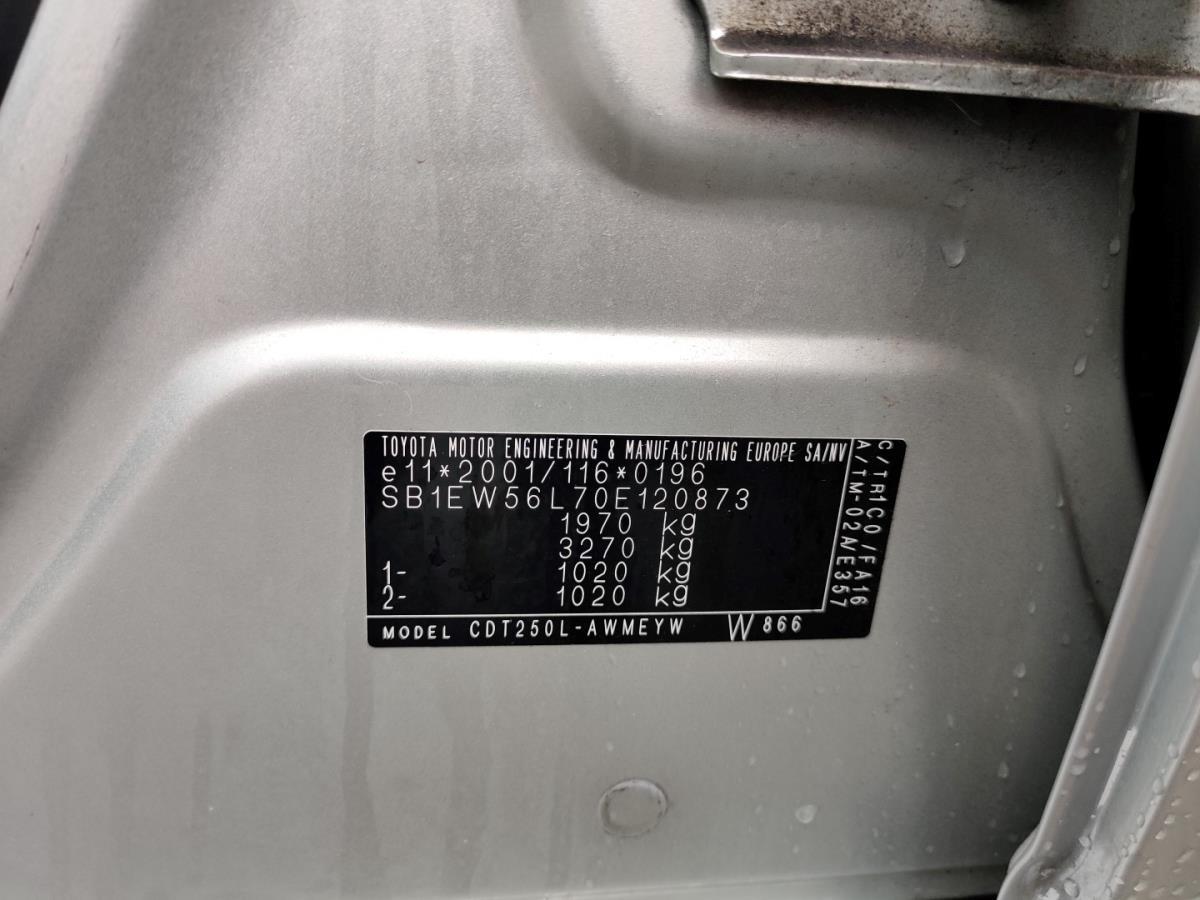 TOYOTA MOTOR ENGINEERING & MANUFACTURING EUROPE SA/NV
e11*2001/116*0196
SB1EW56L70E120873
1970 kg
3270 kg
1- 1020 kg
2- 1020 kg
MODEL CDT250L-AWMEYW W866
C/TR1C0/FA16
A/TM-02A/E357